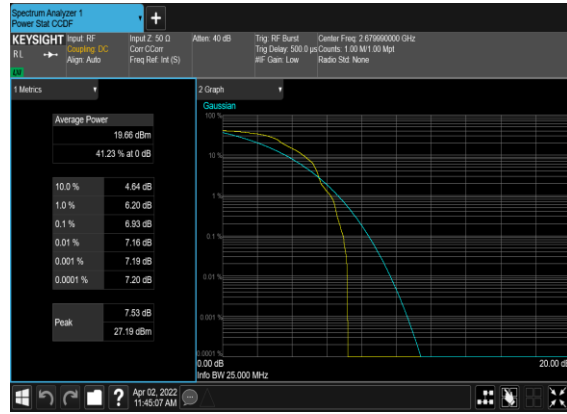 Spectrum Analyzer 1
Power Stat CCDF
+
KEYSIGHT
R L
Input: RF
Coupling: DC
Align: Auto
Input Z: 50 Ω
Corr CCorr
Freq Ref: Int (S)
Atten: 40 dB
Trig: RF Burst
Trig Delay: 500.0 µs
#IF Gain: Low
Center Freq: 2.679990000 GHz
Counts: 1.00 M/1.00 Mpt
Radio Std: None
1 Metrics
Average Power
19.66 dBm
41.23 % at 0 dB
10.0 % 4.64 dB
1.0 % 6.20 dB
0.1 % 6.93 dB
0.01 % 7.16 dB
0.001 % 7.19 dB
0.0001 % 7.20 dB
Peak
7.53 dB
27.19 dBm
2 Graph
Gaussian
100 %
10 %
1 %
0.1 %
0.01 %
0.001 %
0.0001 %
0.00 dB
20.00 dB
Info BW 25.000 MHz
?
Apr 02, 2022
11:45:07 AM